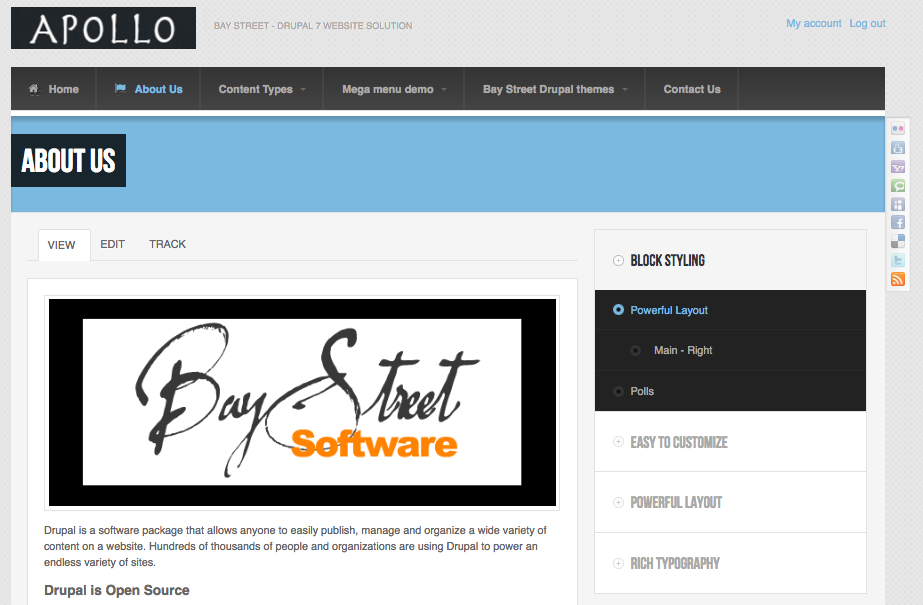 APOLLO
BAY STREET - DRUPAL 7 WEBSITE SOLUTION
My account Log out
Home About Us Content Types Mega menu demo Bay Street Drupal themes Contact Us
ABOUT US
VIEW EDIT TRACK
Bay Street
Software
Drupal is a software package that allows anyone to easily publish, manage and organize a wide variety of
content on a website. Hundreds of thousands of people and organizations are using Drupal to power an
endless variety of sites.
Drupal is Open Source
BLOCK STYLING
Powerful Layout
Main - Right
Polls
EASY TO CUSTOMIZE
POWERFUL LAYOUT
RICH TYPOGRAPHY